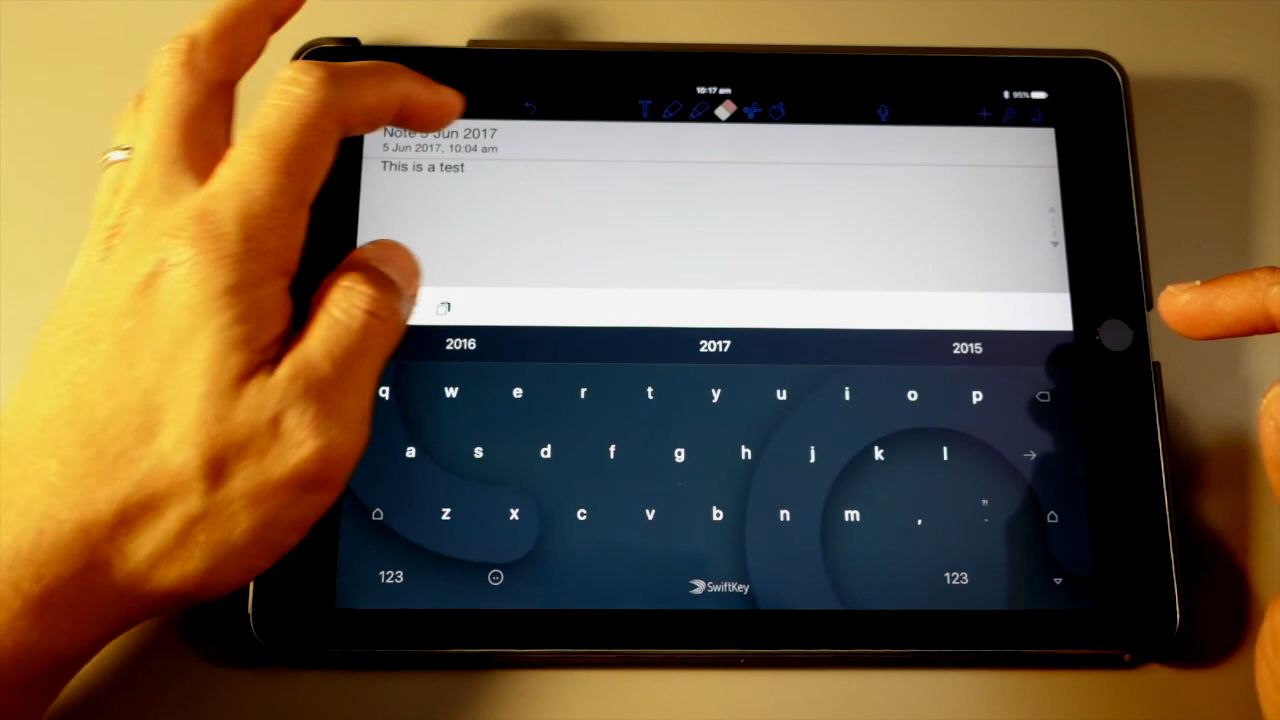 10:17 am
95%
T
Note 5 Jun 2017
5 Jun 2017, 10:04 am
This is a test
2016 2017 2015
q w e r t y u i o p
a s d f g h j k l
z x c v b n m , ?! .
123 SwiftKey 123